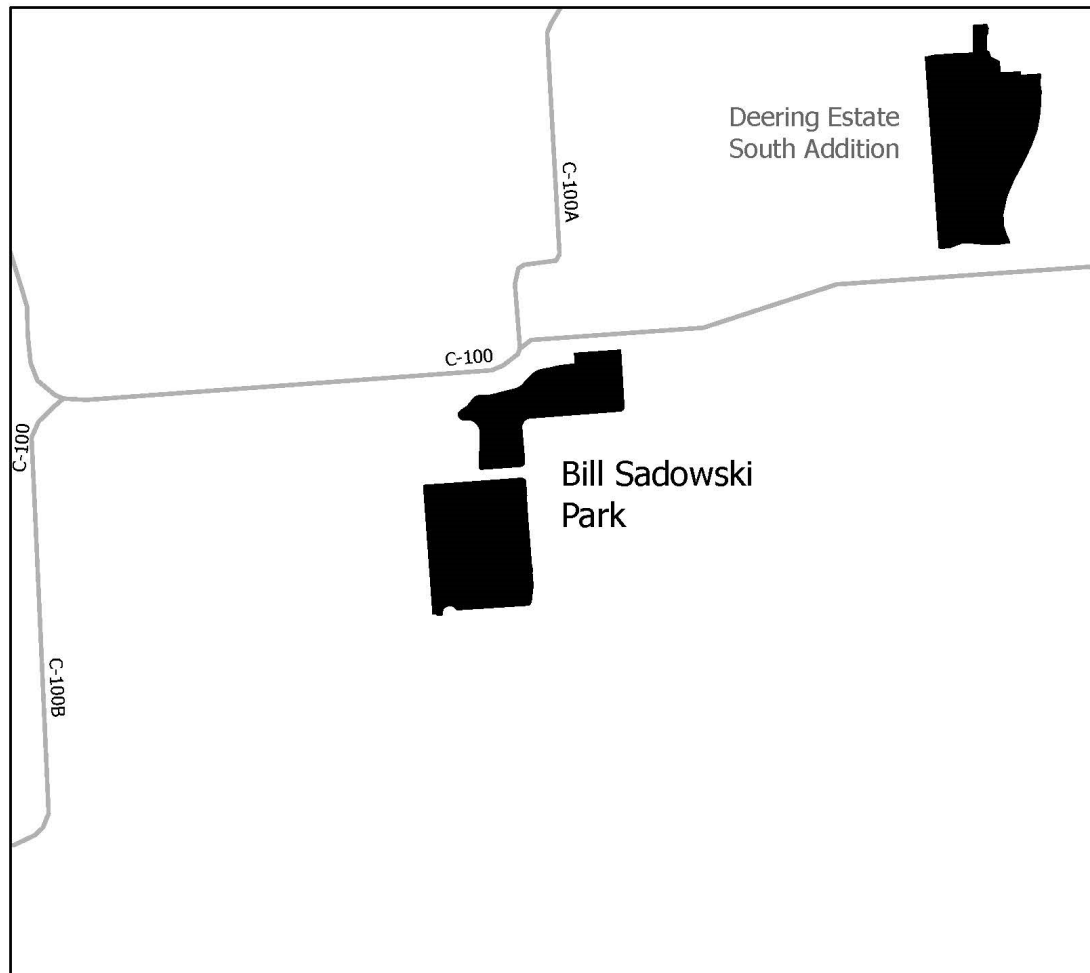 Deering Estate
South Addition
C-100A
C-100
C-100
Bill Sadowski
Park
C-100B